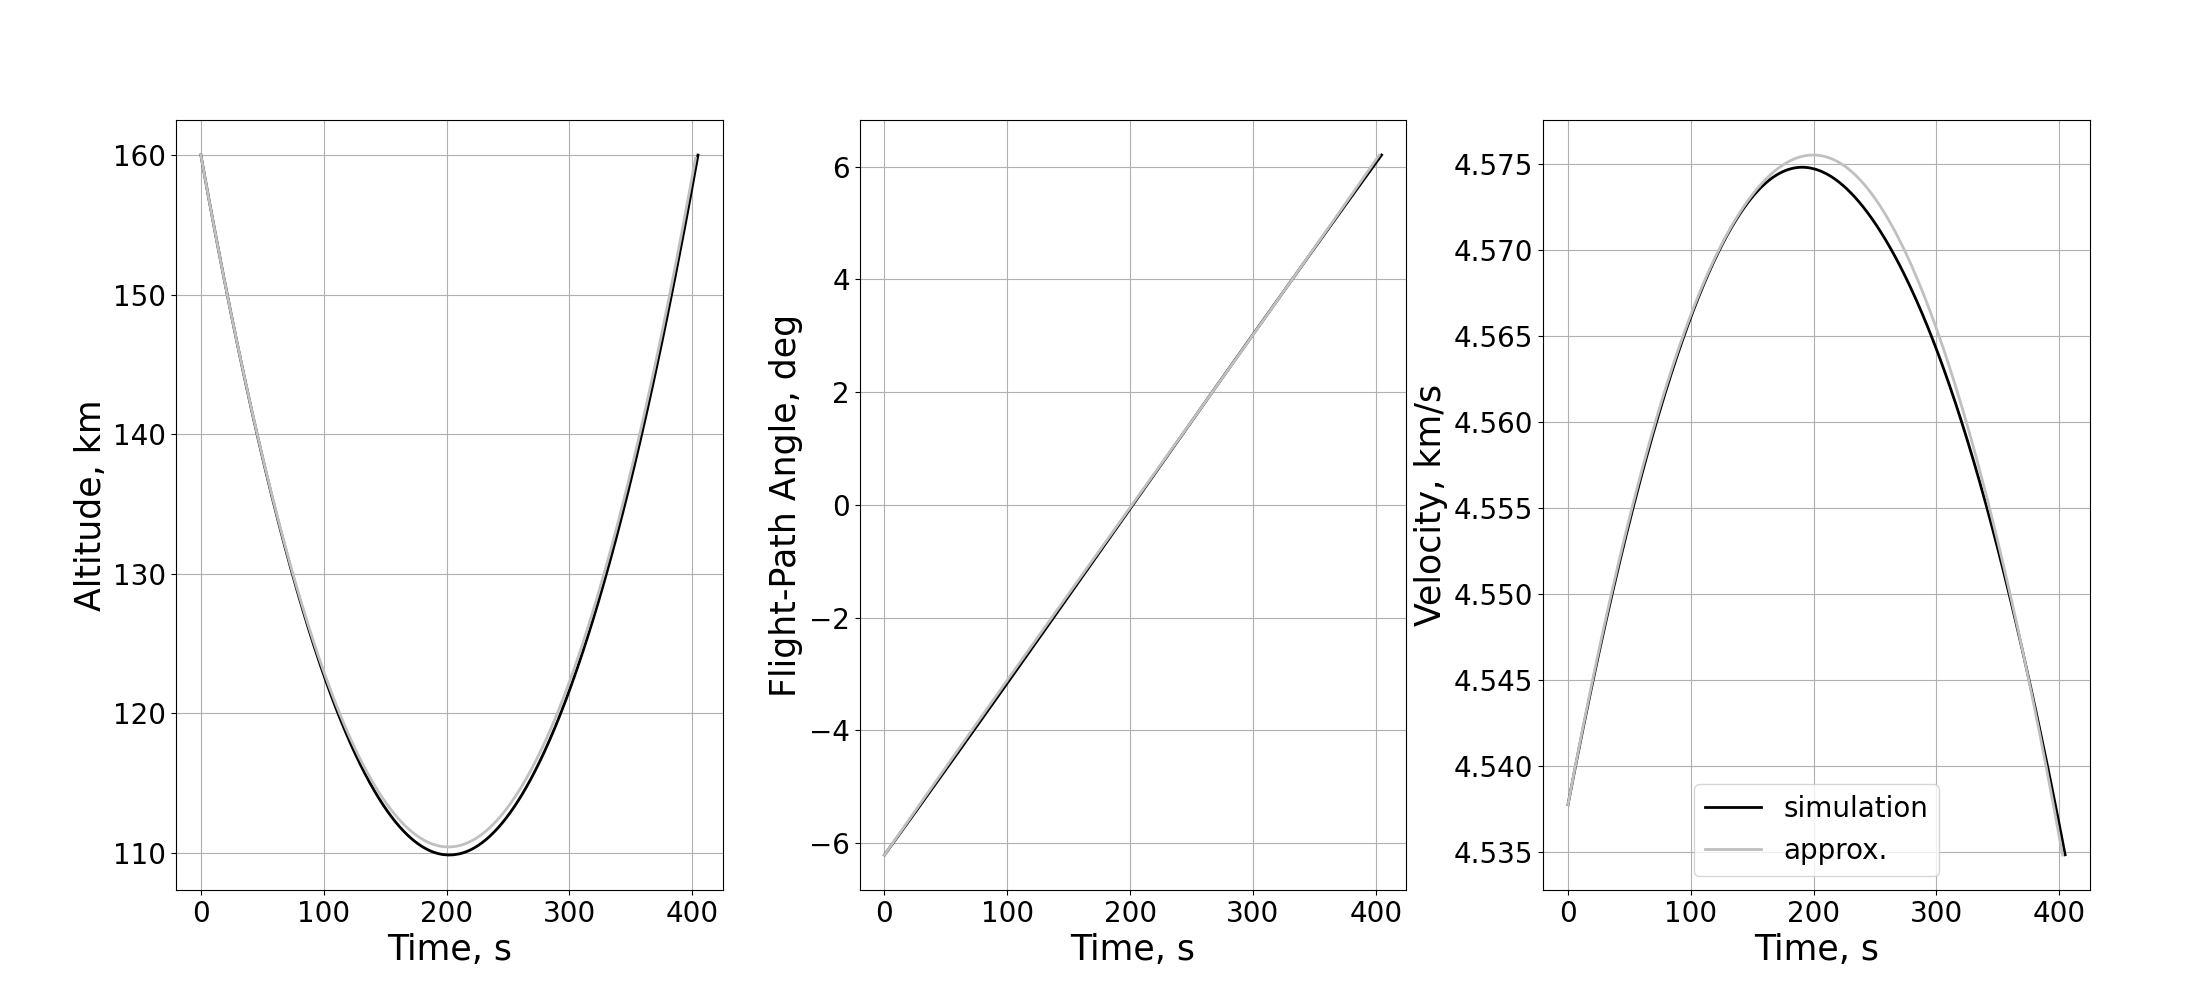 Altitude, km
160
150
140
130
120
110
0 100 200 300 400
Time, s
Flight-Path Angle, deg
6
4
2
0
−2
−4
−6
0 100 200 300 400
Time, s
Velocity, km/s
4.575
4.570
4.565
4.560
4.555
4.550
4.545
4.540
4.535
simulation
approx.
0 100 200 300 400
Time, s